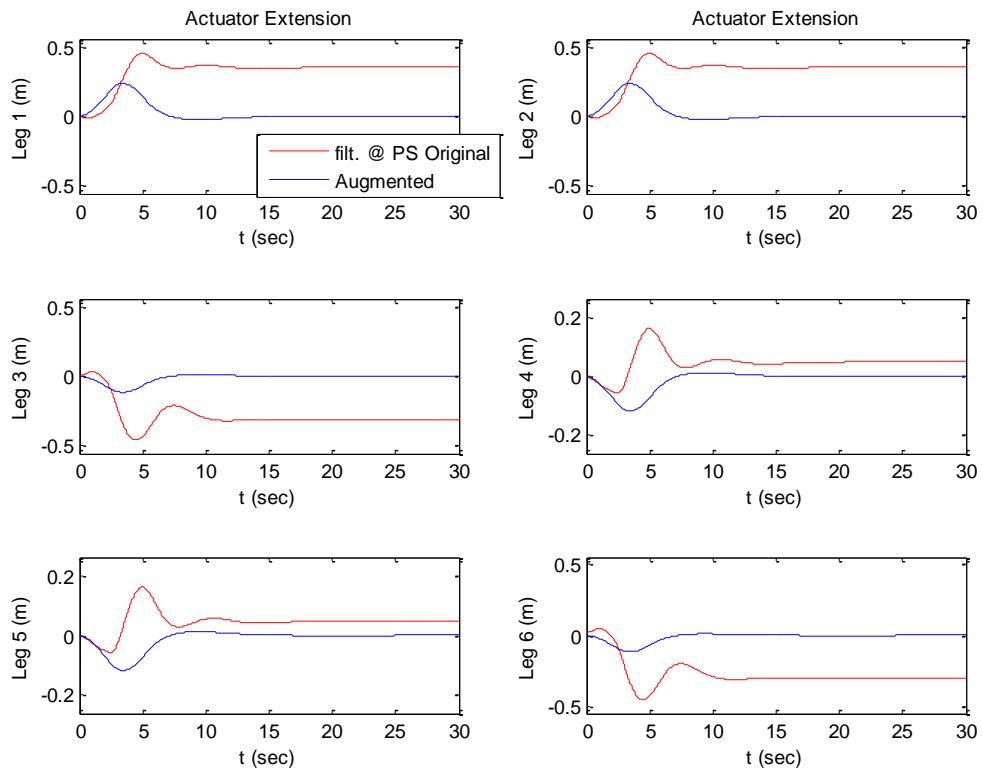 Actuator Extension
Leg 1 (m)
0.5
0
-0.5
0 5 10 15 20 25 30
t (sec)
filt. @ PS Original
Augmented
Actuator Extension
Leg 2 (m)
0.5
0
-0.5
0 5 10 15 20 25 30
t (sec)
Leg 3 (m)
0.5
0
-0.5
0 5 10 15 20 25 30
t (sec)
Leg 4 (m)
0.2
0
-0.2
0 5 10 15 20 25 30
t (sec)
Leg 5 (m)
0.2
0
-0.2
0 5 10 15 20 25 30
t (sec)
Leg 6 (m)
0.5
0
-0.5
0 5 10 15 20 25 30
t (sec)